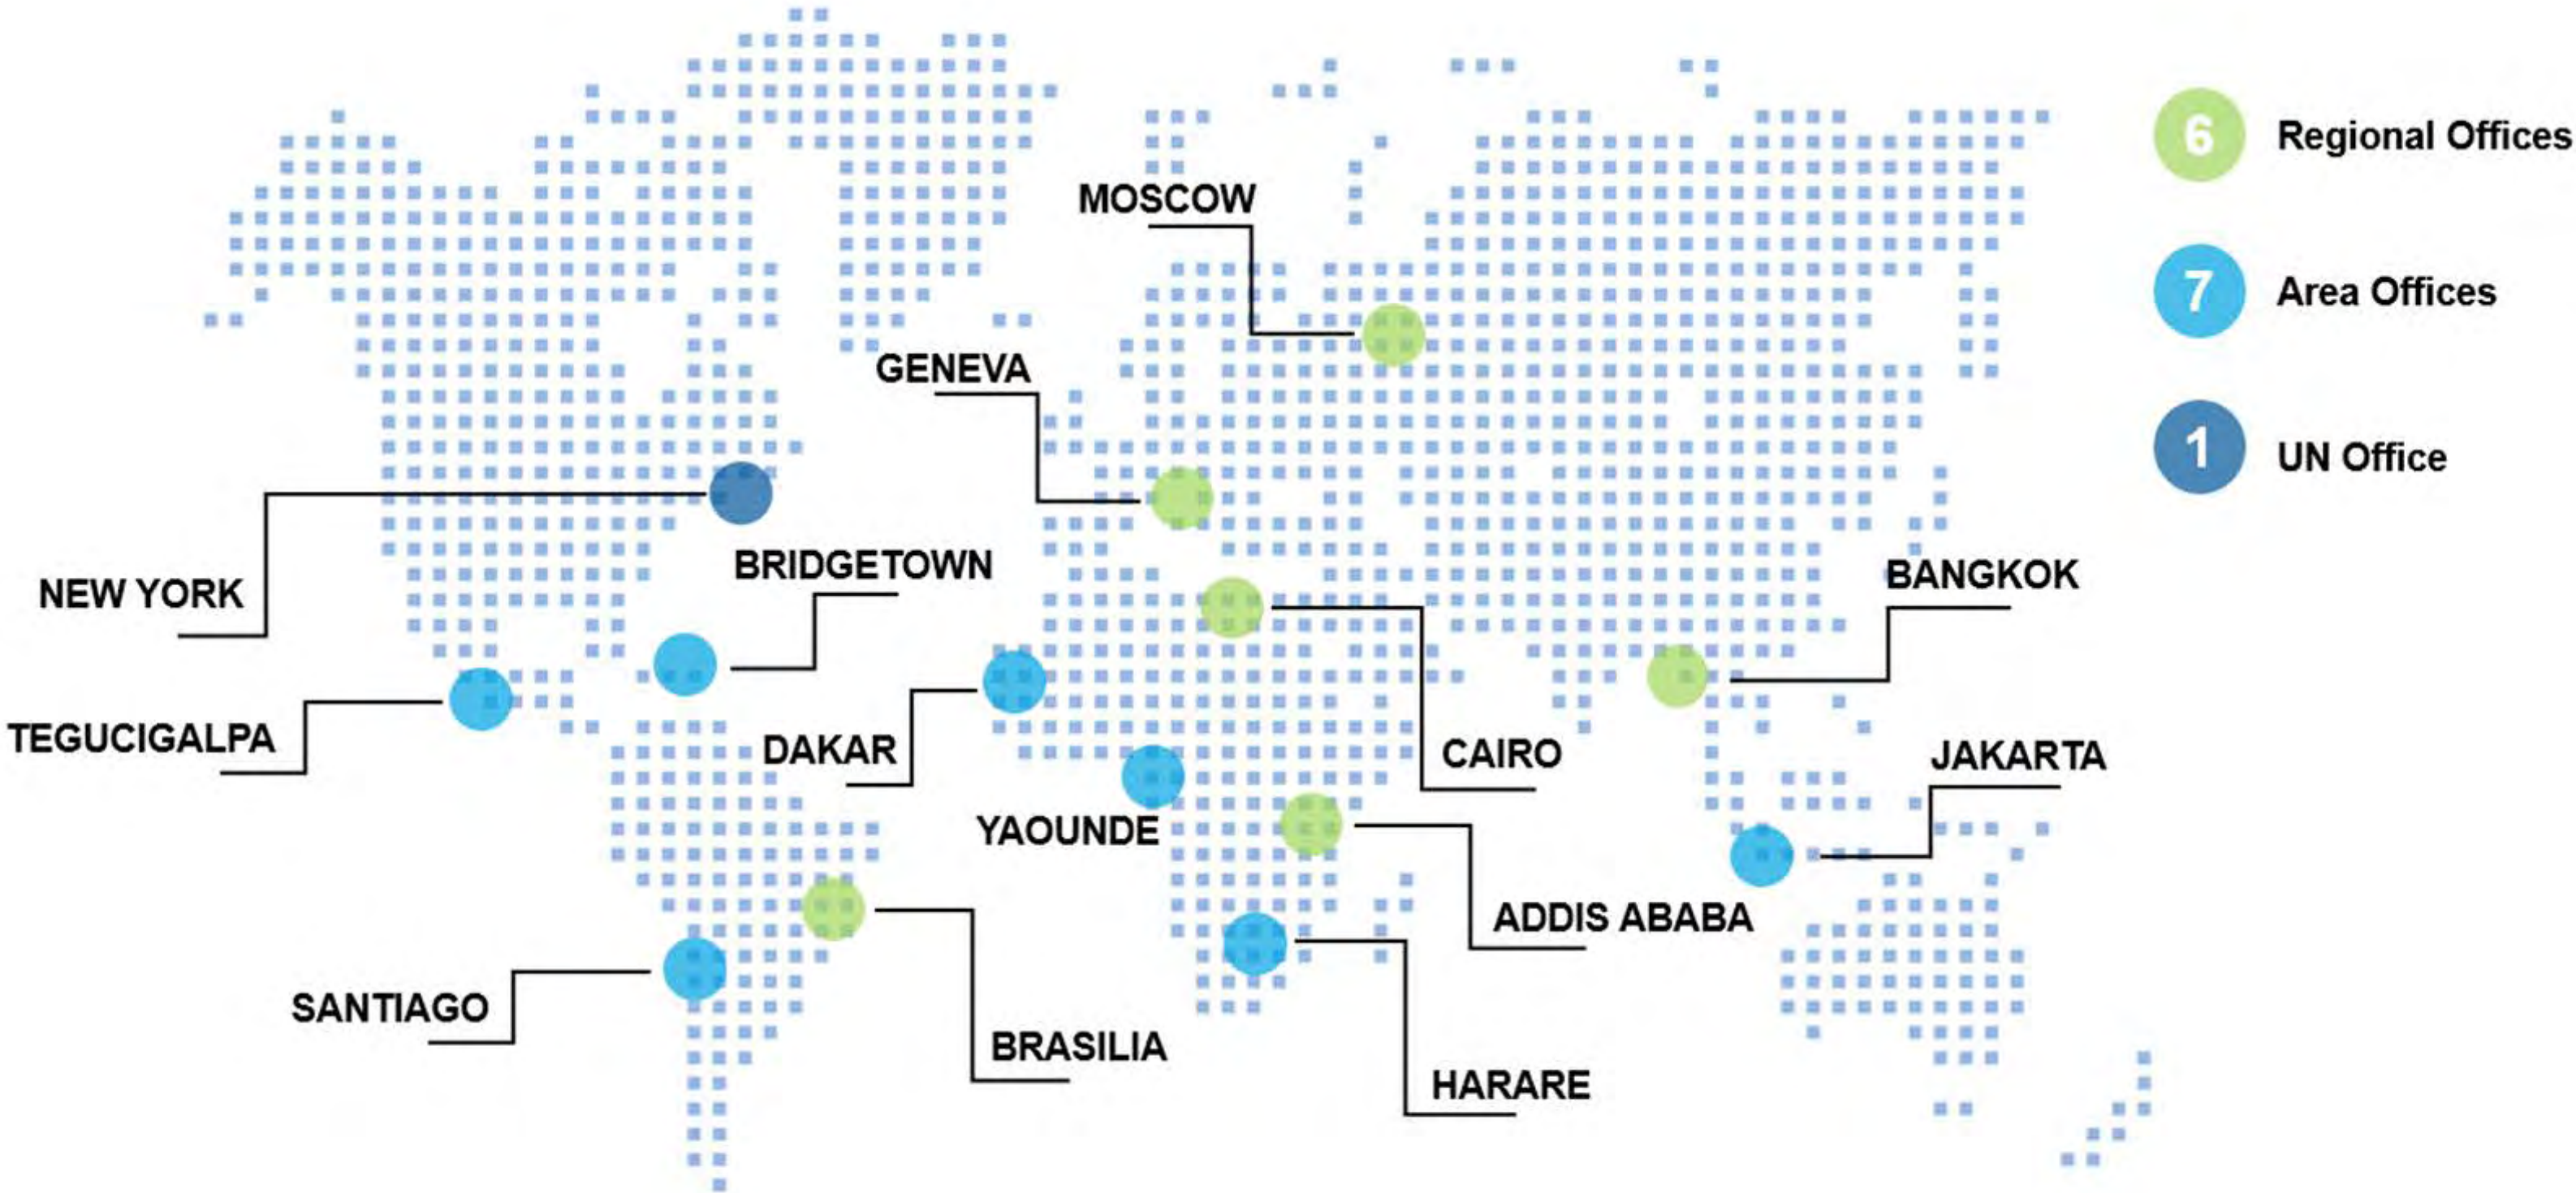 MOSCOW
GENEVA
NEW YORK
BRIDGETOWN
TEGUCIGALPA
DAKAR
YAOUNDE
CAIRO
BANGKOK
JAKARTA
ADDIS ABABA
SANTIAGO
BRASILIA
HARARE
6 Regional Offices
7 Area Offices
1 UN Office